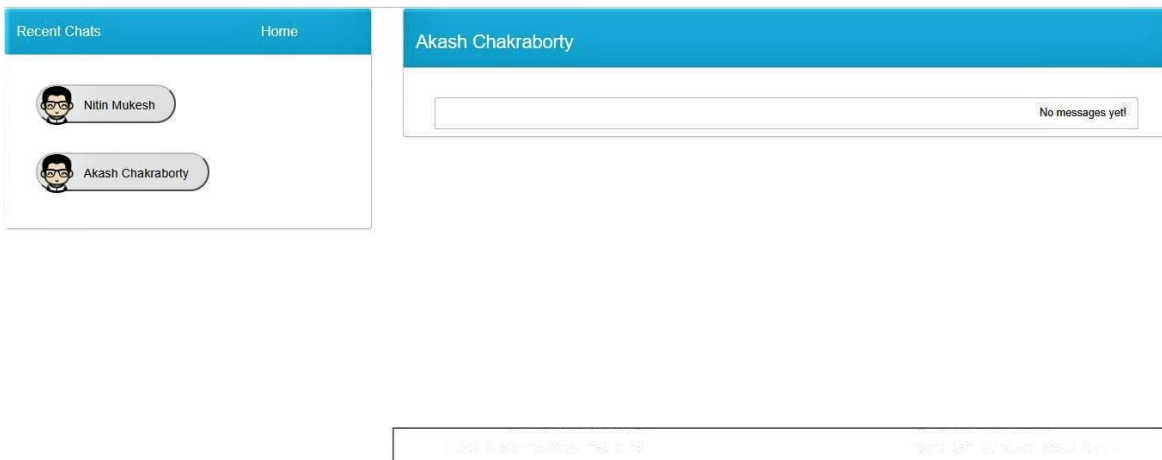 Recent Chats
Home
Nitin Mukesh
Akash Chakraborty
Akash Chakraborty
No messages yet!